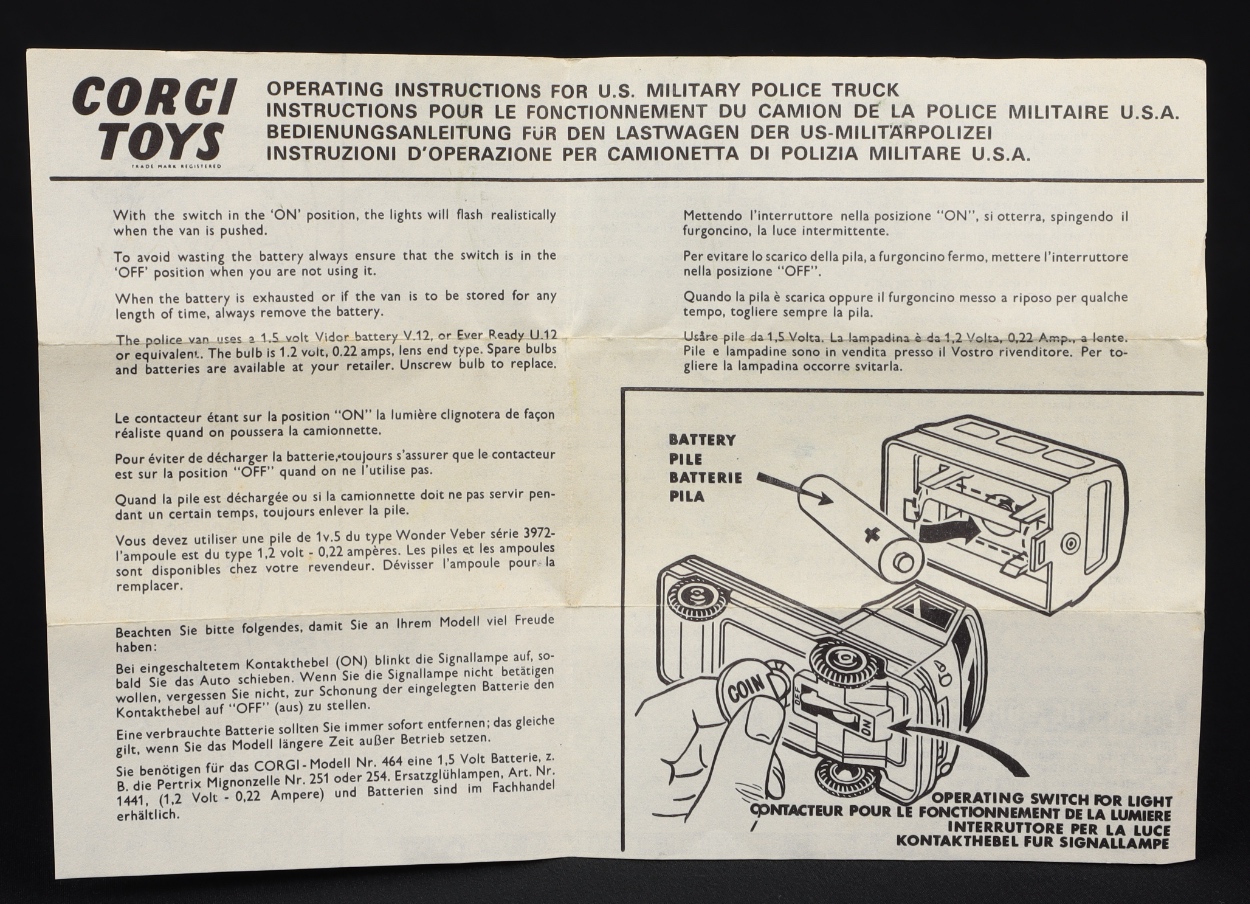 CORGI
TOYS
TRADE MARK REGISTERED
OPERATING INSTRUCTIONS FOR U.S. MILITARY POLICE TRUCK
INSTRUCTIONS POUR LE FONCTIONNEMENT DU CAMION DE LA POLICE MILITAIRE U.S.A.
BEDIENUNGSANLEITUNG FÜR DEN LASTWAGEN DER US-MILITÄRPOLIZEI
INSTRUZIONI D'OPERAZIONE PER CAMIONETTA DI POLIZIA MILITARE U.S.A.
With the switch in the 'ON' position, the lights will flash realistically
when the van is pushed.
To avoid wasting the battery always ensure that the switch is in the
'OFF' position when you are not using it.
When the battery is exhausted or if the van is to be stored for any
length of time, always remove the battery.
The police van uses a 1.5 volt Vidor battery V.12, or Ever Ready U.12
or equivalent. The bulb is 1.2 volt, 0.22 amps, lens end type. Spare bulbs
and batteries are available at your retailer. Unscrew bulb to replace.
Le contacteur étant sur la position "ON" la lumière clignotera de façon
réaliste quand on poussera la camionnette.
Pour éviter de décharger la batterie, toujours s'assurer que le contacteur
est sur la position "OFF" quand on ne l'utilise pas.
Quand la pile est déchargée ou si la camionnette doit ne pas servir pen-
dant un certain temps, toujours enlever la pile.
Vous devez utiliser une pile de 1v.5 du type Wonder Veber série 3972-
l'ampoule est du type 1,2 volt - 0,22 ampères. Les piles et les ampoules
sont disponibles chez votre revendeur. Dévisser l'ampoule pour la
remplacer.
Beachten Sie bitte folgendes, damit Sie an Ihrem Modell viel Freude
haben:
Bei eingeschaltetem Kontakthebel (ON) blinkt die Signallampe auf, so-
bald Sie das Auto schieben. Wenn Sie die Signallampe nicht betätigen
wollen, vergessen Sie nicht, zur Schonung der eingelegten Batterie den
Kontakthebel auf "OFF" (aus) zu stellen.
Eine verbrauchte Batterie sollten Sie immer sofort entfernen; das gleiche
gilt, wenn Sie das Modell längere Zeit außer Betrieb setzen.
Sie benötigen für das CORGI-Modell Nr. 464 eine 1,5 Volt Batterie, z.
B. die Pertrix Mignonzelle Nr. 251 oder 254. Ersatzglühlampen, Art. Nr.
1441, (1,2 Volt - 0,22 Ampere) und Batterien sind im Fachhandel
erhältlich.
Mettendo l'interruttore nella posizione "ON", si otterra, spingendo il
furgoncino, la luce intermittente.
Per evitare lo scarico della pila, a furgoncino fermo, mettere l'interruttore
nella posizione "OFF".
Quando la pila è scarica oppure il furgoncino messo a riposo per qualche
tempo, togliere sempre la pila.
Usare pile da 1,5 Volta. La lampadina è da 1,2 Volta, 0,22 Amp., a lente.
Pile e lampadine sono in vendita presso il Vostro rivenditore. Per to-
gliere la lampadina occorre svitarla.
BATTERY
PILE
BATTERIE
PILA
+
COIN
OFF
ON
OPERATING SWITCH FOR LIGHT
CONTACTEUR POUR LE FONCTIONNEMENT DE LA LUMIERE
INTERRUTTORE PER LA LUCE
KONTAKTHEBEL FUR SIGNALLAMPE